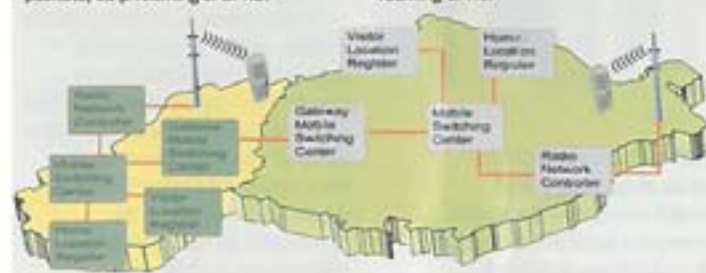 Radio
Network
Controller
Mobile
Switching
Center
Home
Location
Register
Gateway
Mobile
Switching
Center
Visitor
Location
Register
Gateway
Mobile
Switching
Center
Visitor
Location
Register
Home
Location
Register
Mobile
Switching
Center
Radio
Network
Controller